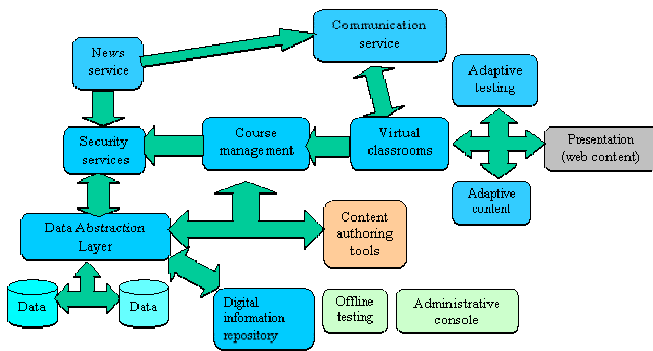 News
service
Communication
service
Adaptive
testing
Security
services
Course
management
Virtual
classrooms
Presentation
(web content)
Adaptive
content
Data Abstraction
Layer
Content
authoring
tools
Data
Data
Digital
information
repository
Offline
testing
Administrative
console